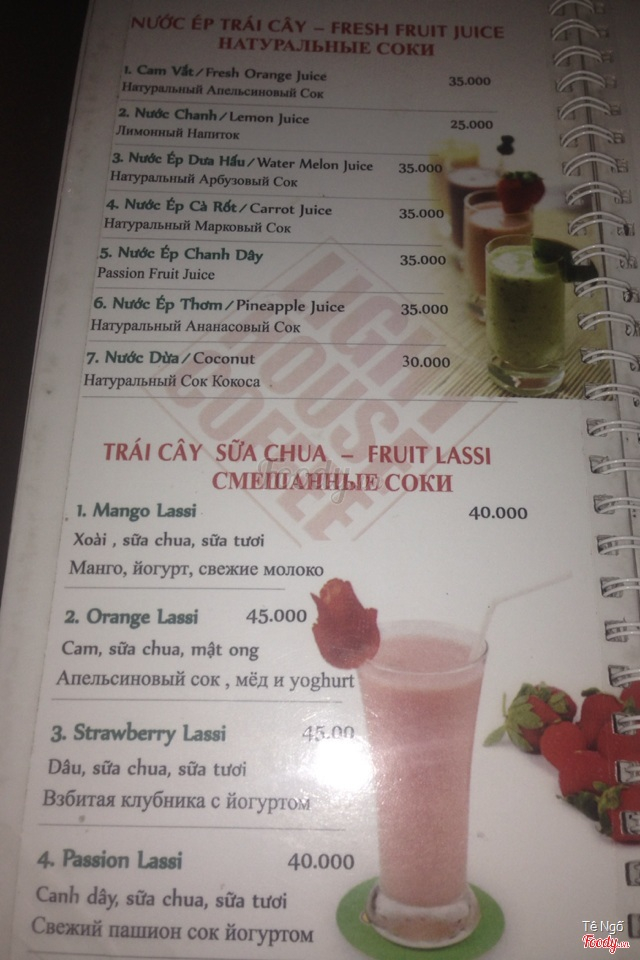 NƯỚC ÉP TRÁI CÂY – FRESH FRUIT JUICE
НАТУРАЛЬНЫЕ СОКИ
1. Cam Vắt/Fresh Orange Juice 35.000
Натуральный Апельсиновый Сок
2. Nước Chanh/Lemon Juice 25.000
Лимонный Напиток
3. Nước Ép Dưa Hấu/Water Melon Juice 35.000
Натуральный Арбузовый Сок
4. Nước Ép Cà Rốt/Carrot Juice 35.000
Натуральный Марковый Сок
5. Nước Ép Chanh Dây 35.000
Passion Fruit Juice
6. Nước Ép Thơm/Pineapple Juice 35.000
Натуральный Ананасовый Сок
7. Nước Dừa/Coconut 30.000
Натуральный Сок Кокоса
LIGHT
HOUSE
COFFEE
TRÁI CÂY SỮA CHUA – FRUIT LASSI
СМЕШАННЫЕ СОКИ
1. Mango Lassi 40.000
Xoài , sữa chua, sữa tươi
Манго, йогурт, свежие молоко
2. Orange Lassi 45.000
Cam, sữa chua, mật ong
Апельсиновый сок , мёд и yoghurt
3. Strawberry Lassi 45.00
Dâu, sữa chua, sữa tươi
Взбитая клубника с йогуртом
4. Passion Lassi 40.000
Canh dây, sữa chua, sữa tươi
Свежий пашион сок йогуртом
Tê Ngố
Foody.vn